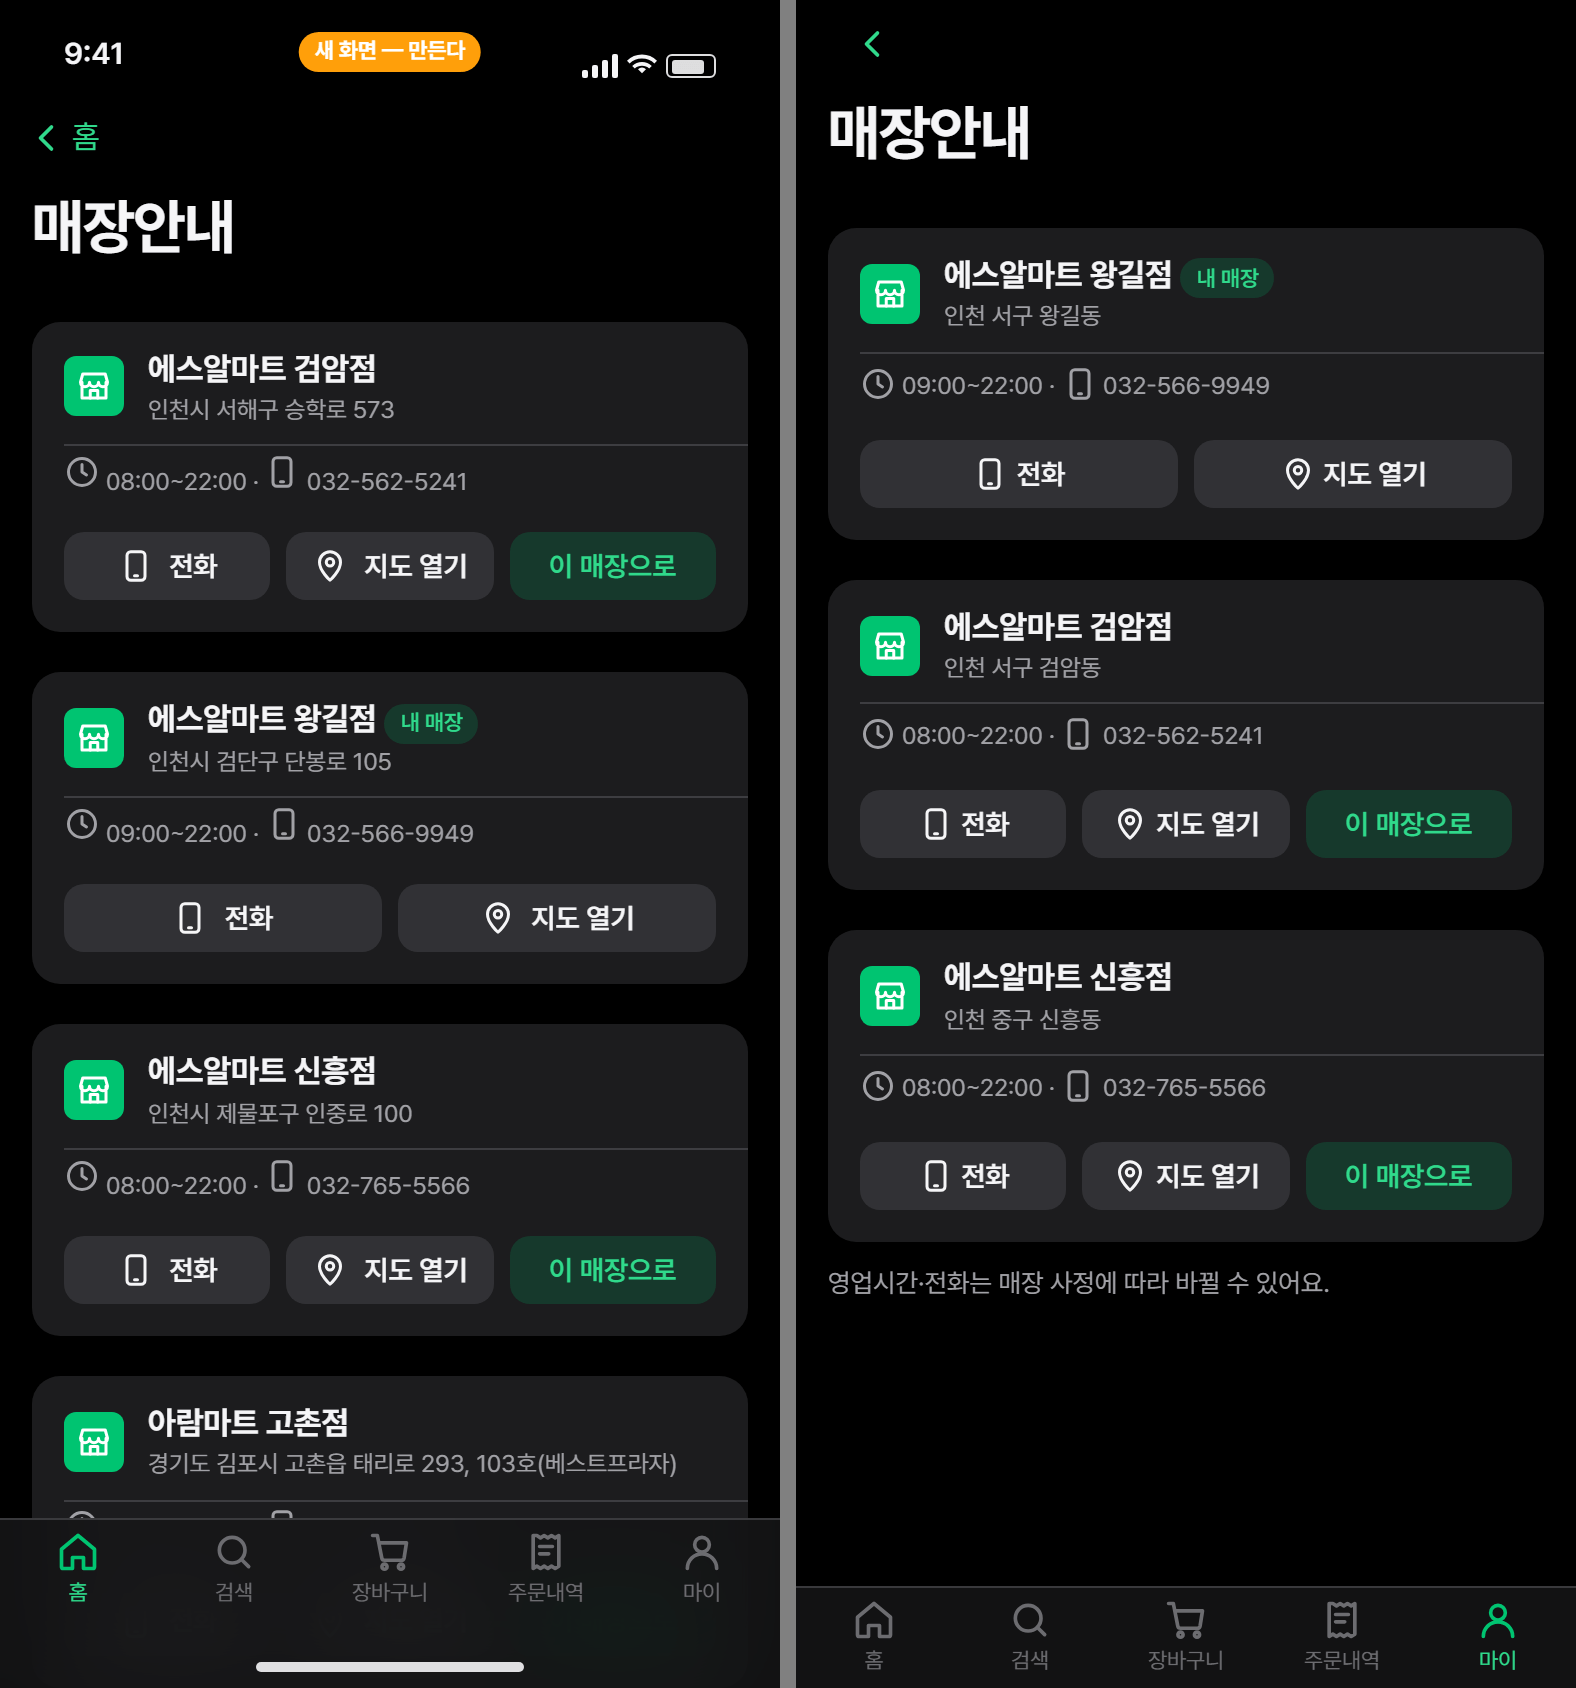 9:41
새 화면 — 만든다
홈
매장안내
에스알마트 검암점
인천시 서해구 승학로 573
08:00~22:00 · 032-562-5241
전화
지도 열기
이 매장으로
에스알마트 왕길점 내 매장
인천시 검단구 단봉로 105
09:00~22:00 · 032-566-9949
전화
지도 열기
에스알마트 신흥점
인천시 제물포구 인중로 100
08:00~22:00 · 032-765-5566
전화
지도 열기
이 매장으로
아람마트 고촌점
경기도 김포시 고촌읍 태리로 293, 103호(베스트프라자)
홈
검색
장바구니
주문내역
마이
매장안내
에스알마트 왕길점 내 매장
인천 서구 왕길동
09:00~22:00 · 032-566-9949
전화
지도 열기
에스알마트 검암점
인천 서구 검암동
08:00~22:00 · 032-562-5241
전화
지도 열기
이 매장으로
에스알마트 신흥점
인천 중구 신흥동
08:00~22:00 · 032-765-5566
전화
지도 열기
이 매장으로
영업시간·전화는 매장 사정에 따라 바뀔 수 있어요.
홈
검색
장바구니
주문내역
마이